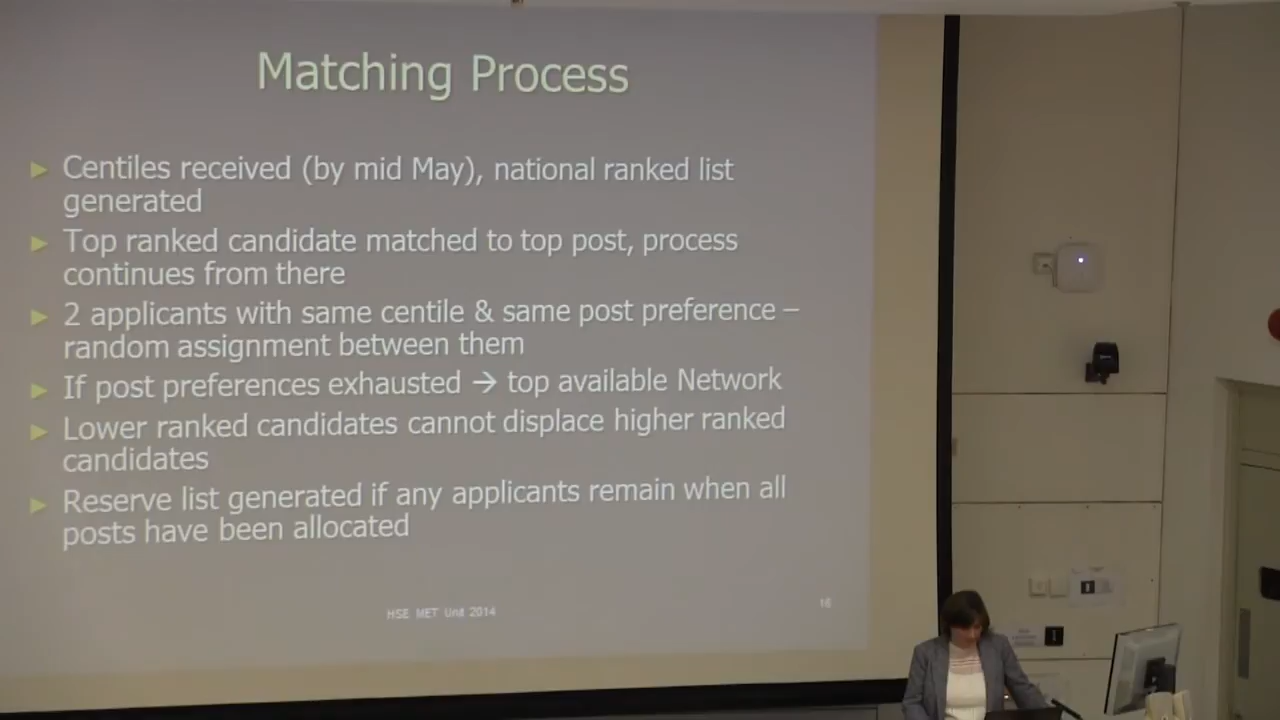 Matching Process
► Centiles received (by mid May), national ranked list
generated
► Top ranked candidate matched to top post, process
continues from there
► 2 applicants with same centile & same post preference –
random assignment between them
► If post preferences exhausted → top available Network
► Lower ranked candidates cannot displace higher ranked
candidates
► Reserve list generated if any applicants remain when all
posts have been allocated
HSE MET Unit 2014
16